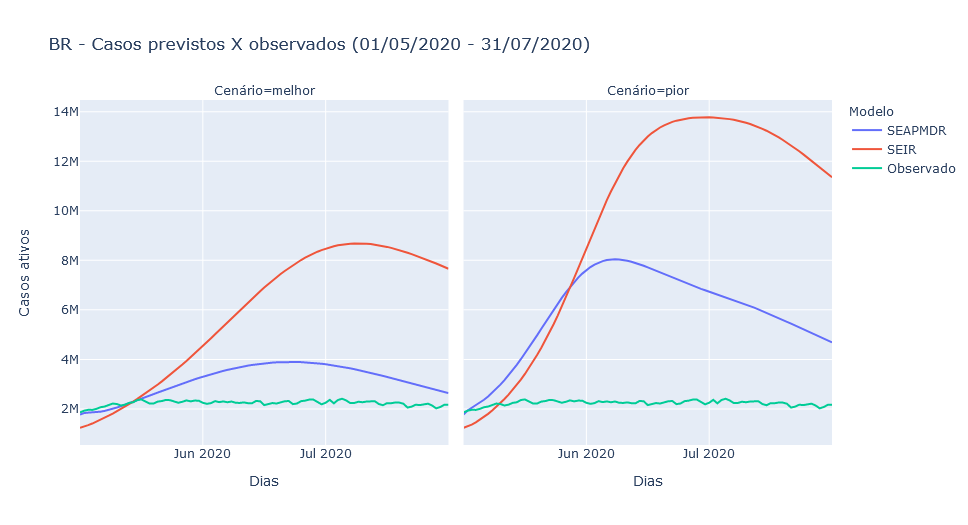 BR - Casos previstos X observados (01/05/2020 - 31/07/2020)
Cenário=melhor
Cenário=pior
Modelo
SEAPMDR
SEIR
Observado
Casos ativos
14M
12M
10M
8M
6M
4M
2M
Jun 2020
Jul 2020
Jun 2020
Jul 2020
Dias
Dias